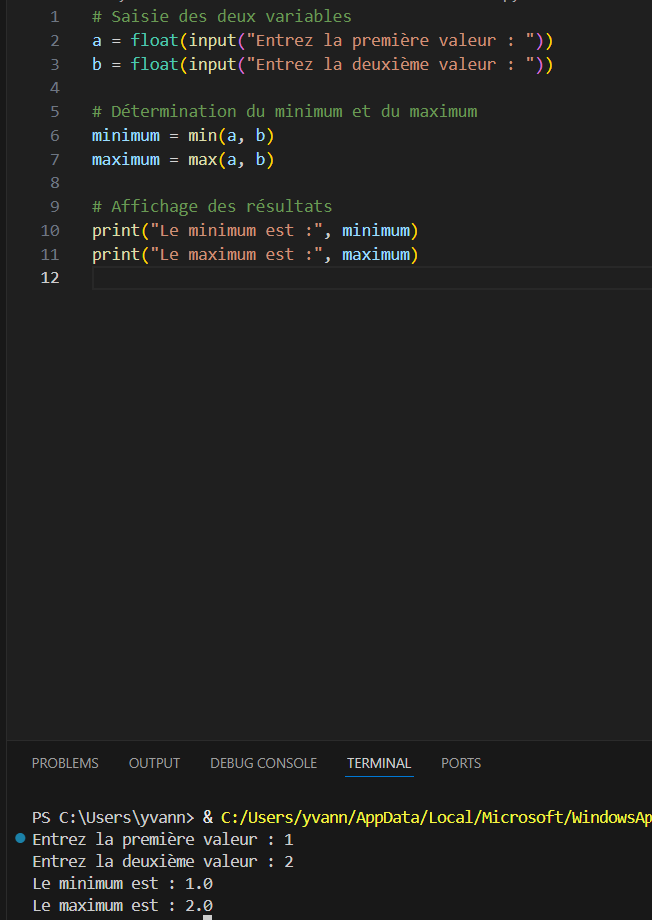 1 # Saisie des deux variables
2 a = float(input("Entrez la première valeur : "))
3 b = float(input("Entrez la deuxième valeur : "))
4
5 # Détermination du minimum et du maximum
6 minimum = min(a, b)
7 maximum = max(a, b)
8
9 # Affichage des résultats
10 print("Le minimum est :", minimum)
11 print("Le maximum est :", maximum)
12
PROBLEMS OUTPUT DEBUG CONSOLE TERMINAL PORTS
PS C:\Users\yvann> & C:/Users/yvann/AppData/Local/Microsoft/WindowsAp
Entrez la première valeur : 1
Entrez la deuxième valeur : 2
Le minimum est : 1.0
Le maximum est : 2.0